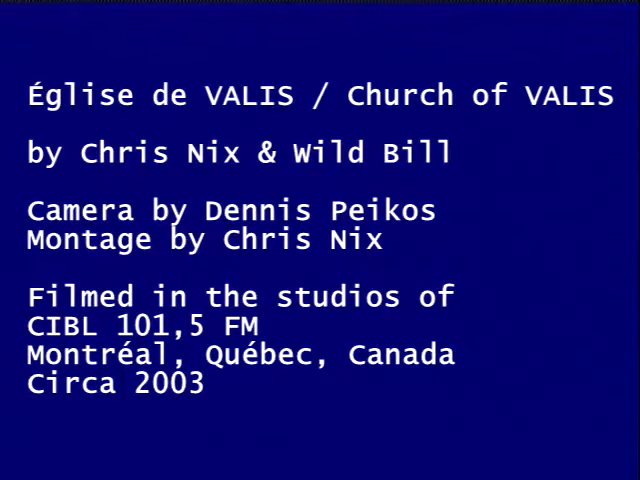 Église de VALIS / Church of VALIS
by Chris Nix & Wild Bill
Camera by Dennis Peikos
Montage by Chris Nix
Filmed in the studios of
CIBL 101,5 FM
Montréal, Québec, Canada
Circa 2003